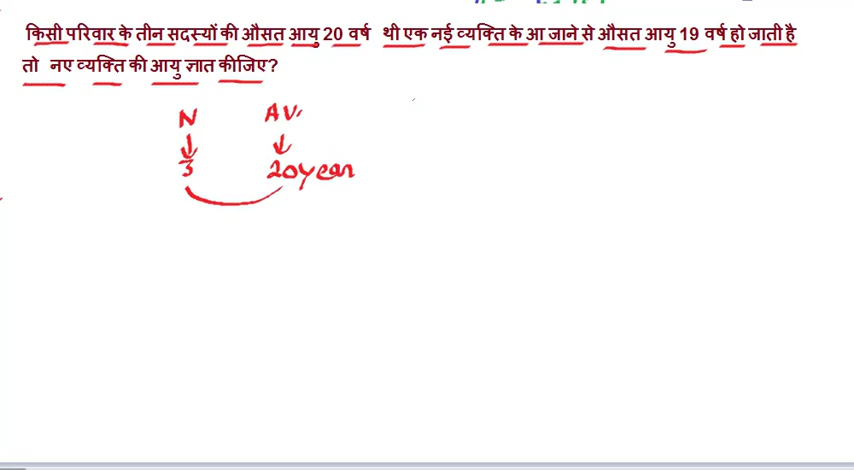 किसी परिवार के तीन सदस्यों की औसत आयु 20 वर्ष थी एक नई व्यक्ति के आ जाने से औसत आयु 19 वर्ष हो जाती है
तो नए व्यक्ति की आयु ज्ञात कीजिए?
N AV.
3 20year